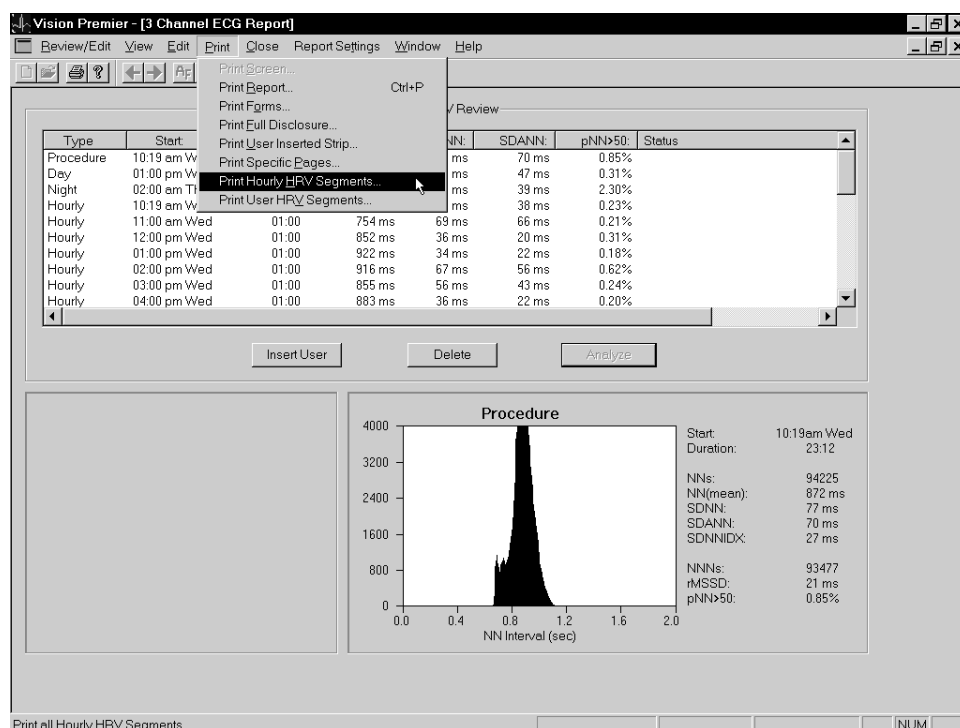 Vision Premier - [3 Channel ECG Report]
Review/Edit View Edit Print Close Report Settings Window Help
AF
Print Screen...
Print Report... Ctrl+P
Print Forms...
Print Full Disclosure...
Print User Inserted Strip...
Print Specific Pages...
Print Hourly HRV Segments...
Print User HRV Segments...
Review
Type Start: NN: SDANN: pNN>50: Status
Procedure 10:19 am W ms 70 ms 0.85%
Day 01:00 pm W ms 47 ms 0.31%
Night 02:00 am Th ms 39 ms 2.30%
Hourly 10:19 am W ms 38 ms 0.23%
Hourly 11:00 am Wed 01:00 754 ms 69 ms 66 ms 0.21%
Hourly 12:00 pm Wed 01:00 852 ms 36 ms 20 ms 0.31%
Hourly 01:00 pm Wed 01:00 922 ms 34 ms 22 ms 0.18%
Hourly 02:00 pm Wed 01:00 916 ms 67 ms 56 ms 0.62%
Hourly 03:00 pm Wed 01:00 855 ms 56 ms 43 ms 0.24%
Hourly 04:00 pm Wed 01:00 883 ms 36 ms 22 ms 0.20%
Insert User Delete Analyze
Procedure
4000
3200
2400
1600
800
0
0.0 0.4 0.8 1.2 1.6 2.0
NN Interval (sec)
Start: 10:19am Wed
Duration: 23:12
NNs: 94225
NN(mean): 872 ms
SDNN: 77 ms
SDANN: 70 ms
SDNNIDX: 27 ms
NNNs: 93477
rMSSD: 21 ms
pNN>50: 0.85%
Print all Hourly HRV Segments
NUM